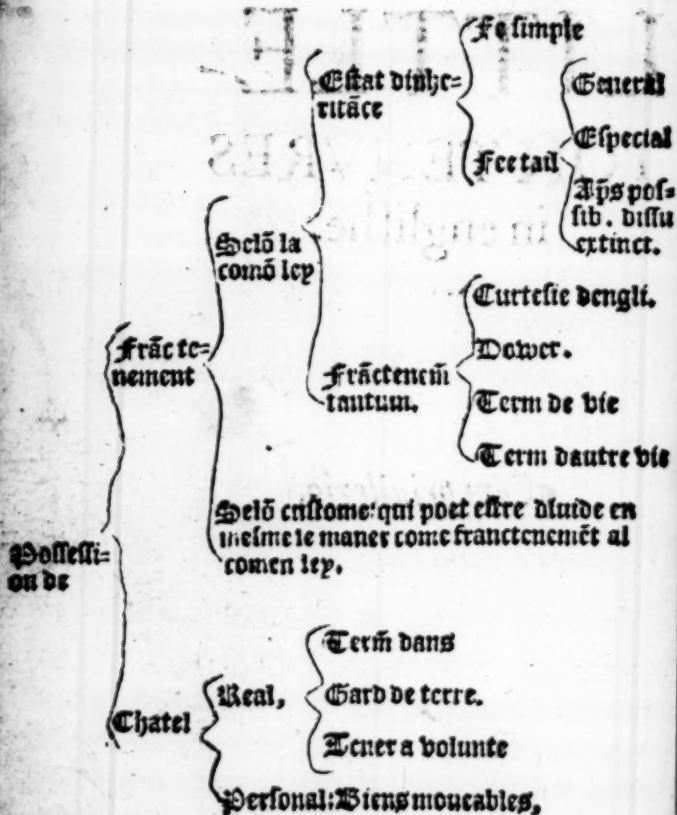 Fe simple
Estat dinhe=
ritāce
General
Especial
Fee tail
Aps pos=
sib. dissu
extinct.
Selō la
comō ley
Curtesie dengli.
Frāc te=
nement
Dower.
Frāctenem̄
tantum.
Term de vie
Term dautre vie
Selō custome: qui poet estre diuide en
mesme le maner come franctenemēt al
comen ley.
Possessi=
on de
Term̄ dans
Real,
Gard de terre.
Chatel
Tener a volunte
Personal: Biens moueables,